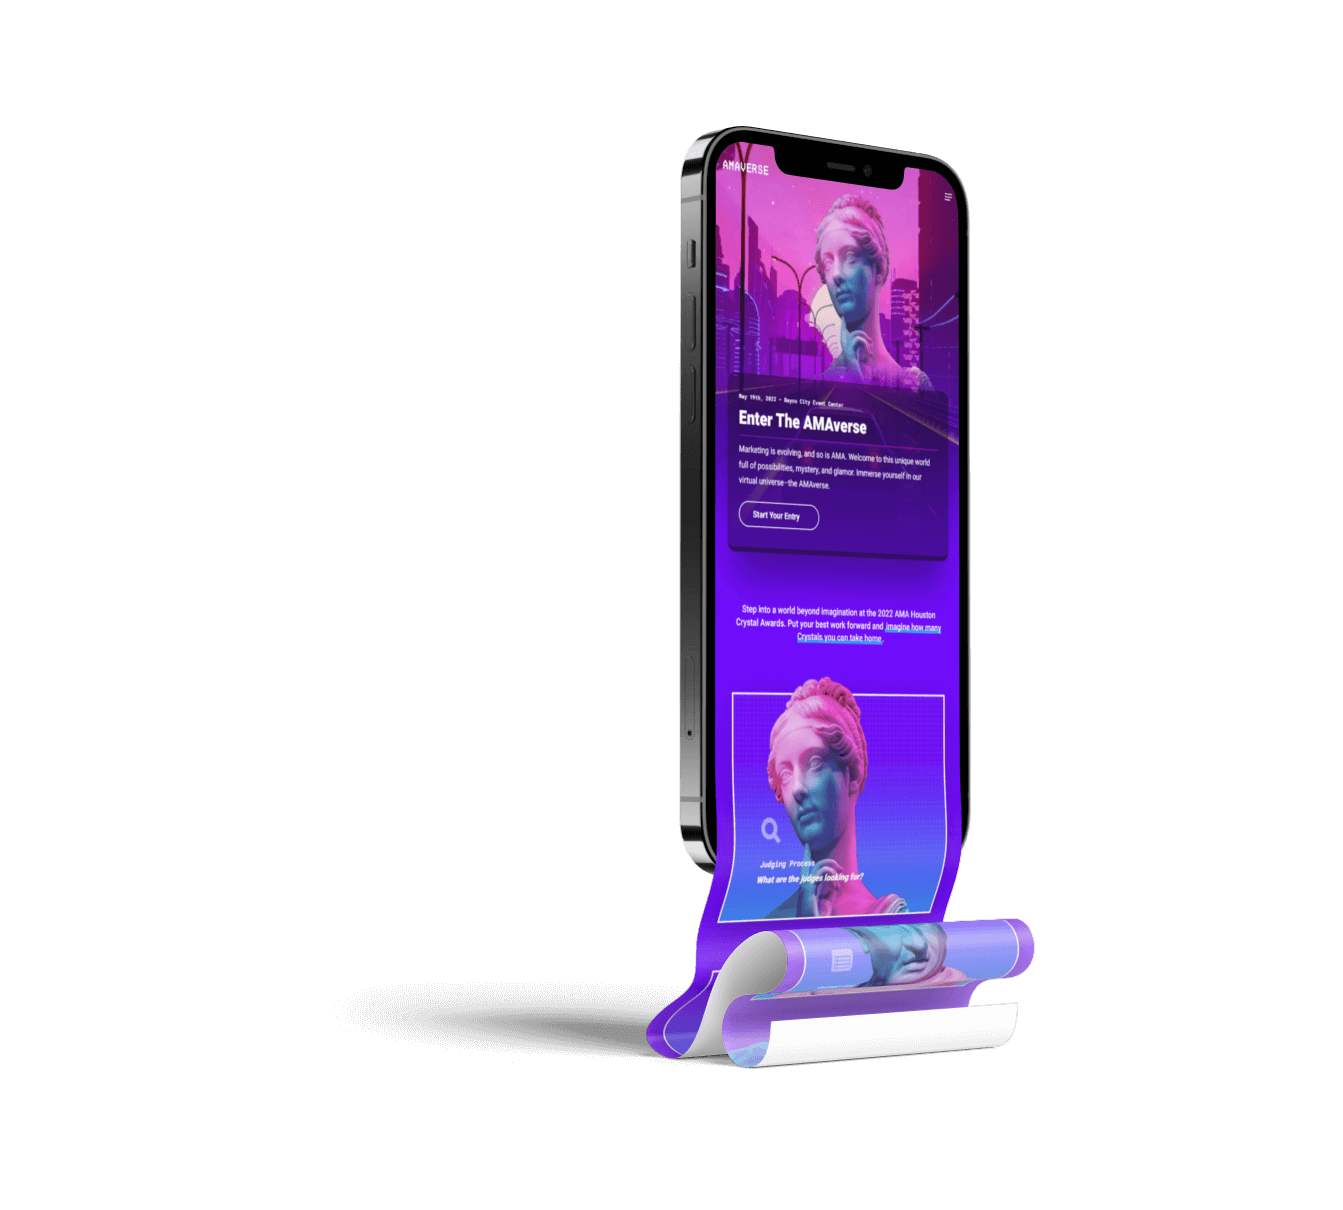 AMAVERSE
May 19th, 2022 - Bayou City Event Center
Enter The AMAverse
Marketing is evolving, and so is AMA. Welcome to this unique world
full of possibilities, mystery, and glamor. Immerse yourself in our
virtual universe–the AMAverse.
Start Your Entry
Step into a world beyond imagination at the 2022 AMA Houston
Crystal Awards. Put your best work forward and imagine how many
Crystals you can take home.
Judging Process
What are the judges looking for?